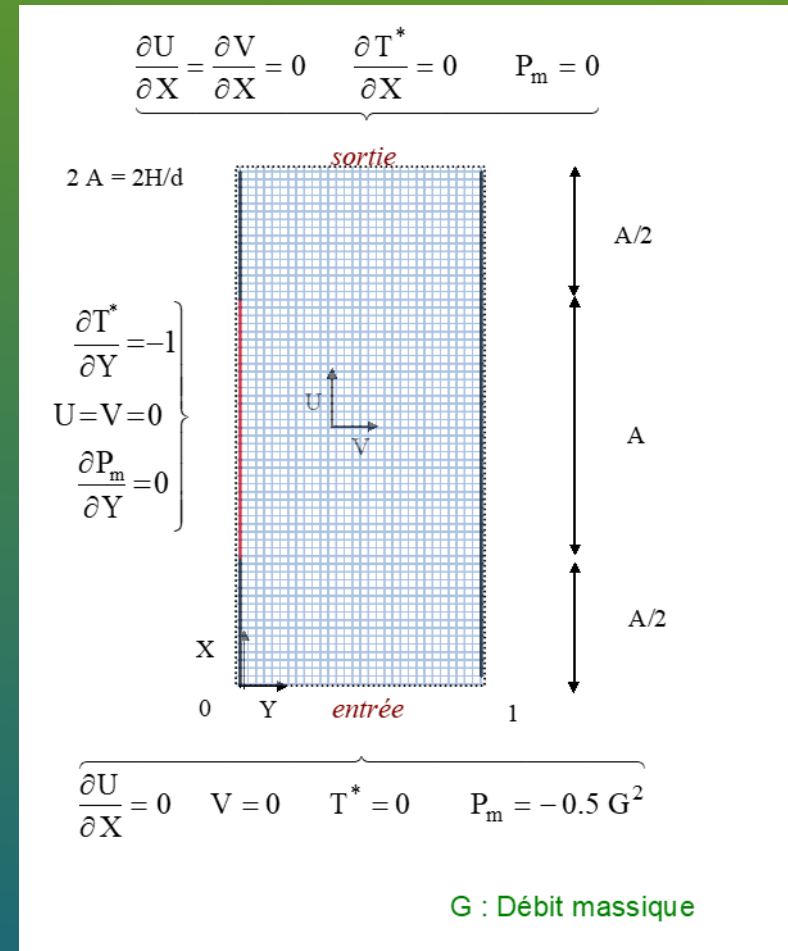 ∂U/∂X = ∂V/∂X = 0 ∂T*/∂X = 0 Pₘ = 0
sortie
2 A = 2H/d
A/2
∂T*/∂Y =−1
U=V=0
∂Pₘ/∂Y =0
U
V
A
A/2
X
0 Y entrée 1
∂U/∂X = 0 V = 0 T* = 0 Pₘ = −0.5 G²
G : Débit massique